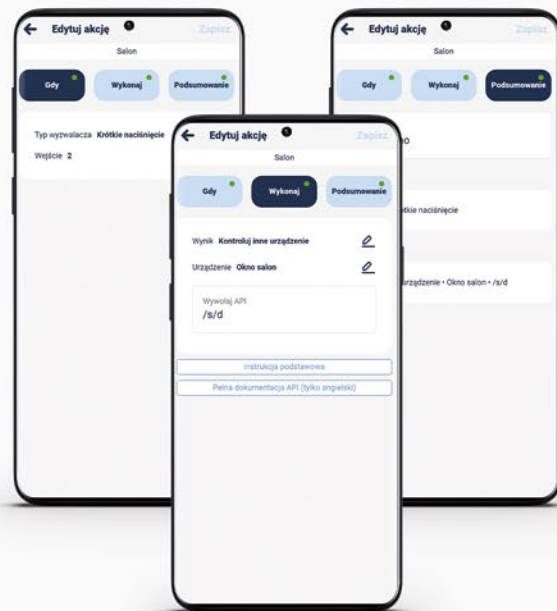 Edytuj akcję
Zapisz
Salon
Gdy
Wykonaj
Podsumowanie
Typ wyzwalacza Krótkie naciśnięcie
Wejście 2
Edytuj akcję
Zapisz
Salon
Gdy
Wykonaj
Podsumowanie
Wynik Kontroluj inne urządzenie
Urządzenie Okno salon
Wywołaj API
/s/d
Instrukcja podstawowa
Pełna dokumentacja API (tylko angielski)
Edytuj akcję
Zapisz
Salon
Gdy
Wykonaj
Podsumowanie
naciśnięcie
urządzenie • Okno salon • /s/d